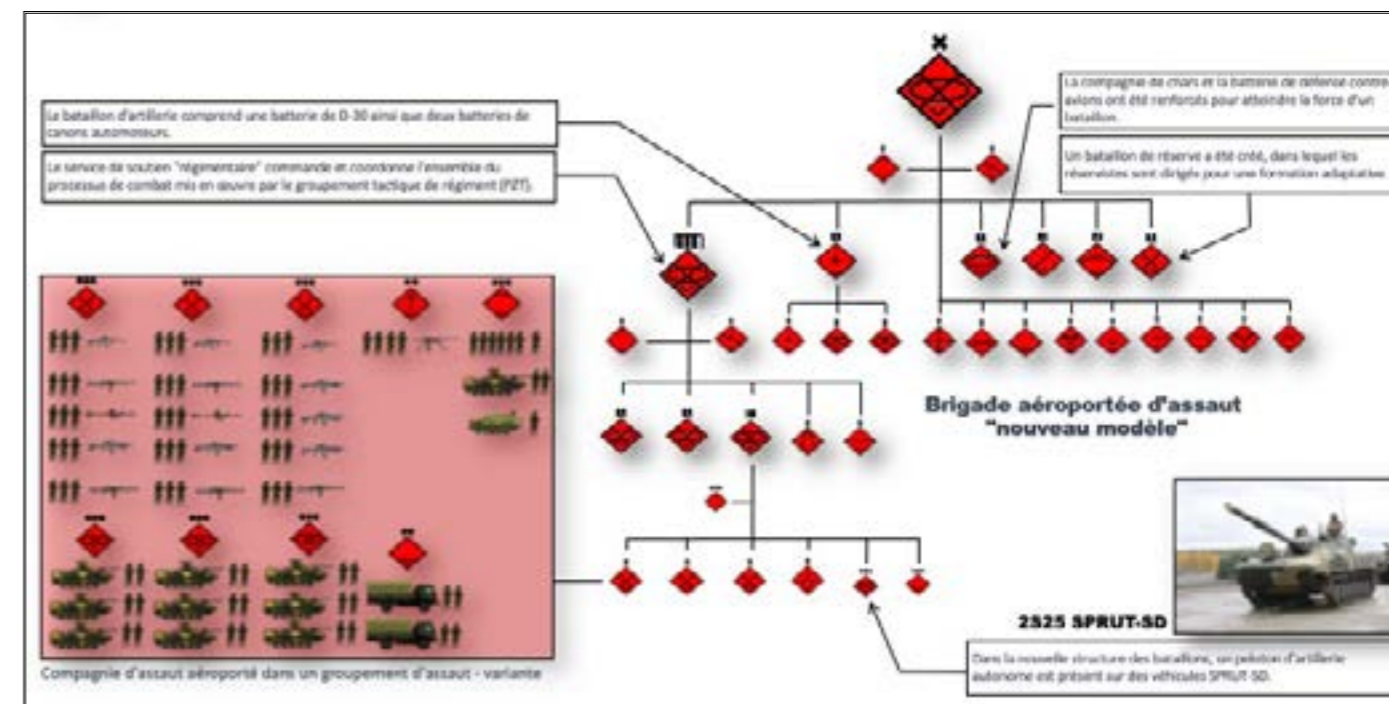 Le bataillon d'artillerie comprend une batterie de D-30 ainsi que deux batteries de
canons automoteurs.
Le service de soutien "régimentaire" commande et coordonne l'ensemble du
processus de combat mis en œuvre par le groupement tactique de régiment (PZT).
La compagnie de chars et la batterie de défense contre
avions ont été renforcés pour atteindre la force d'un
bataillon.
Un bataillon de réserve a été créé, dans lequel les
réservistes sont dirigés pour une formation adaptative.
Brigade aéroportée d'assaut
"nouveau modèle"
2S25 SPRUT-SD
Dans la nouvelle structure des bataillons, un peloton d'artillerie
autonome est présent sur des véhicules SPRUT-SD.
Compagnie d'assaut aéroporté dans un groupement d'assaut - variante